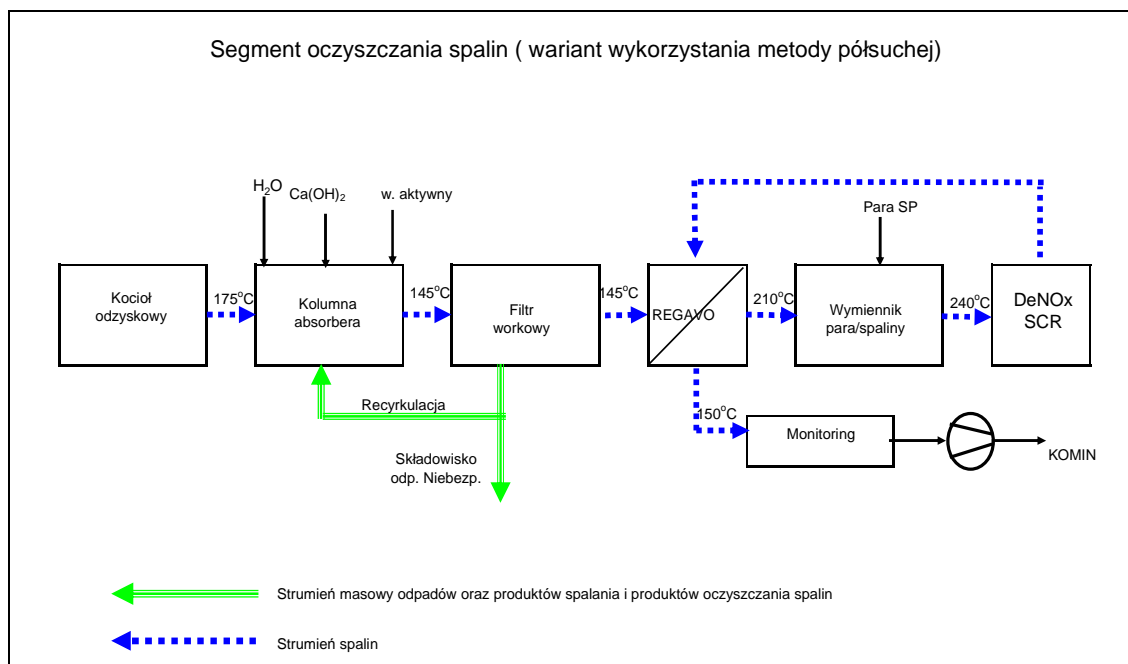 Segment oczyszczania spalin ( wariant wykorzystania metody półsuchej)
H₂O
Ca(OH)₂
w. aktywny
Para SP
Kocioł
odzyskowy
175°C
Kolumna
absorbera
145°C
Filtr
workowy
145°C
REGAVO
210°C
Wymiennik
para/spaliny
240°C
DeNOx
SCR
Recyrkulacja
150°C
Monitoring
KOMIN
Składowisko
odp. Niebezp.
Strumień masowy odpadów oraz produktów spalania i produktów oczyszczania spalin
Strumień spalin